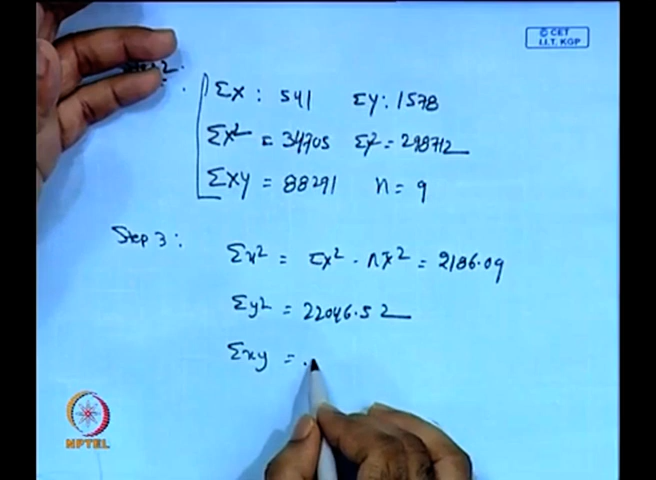 © CET
I.I.T. KGP
ΣX : 541 ΣY : 1578
ΣX² = 34705 ΣY² = 298712
ΣXY = 88291 n = 9
Step 3 :
Σx² = ΣX² - nX̄² = 2186.09
Σy² = 22046.52
Σxy =
NPTEL